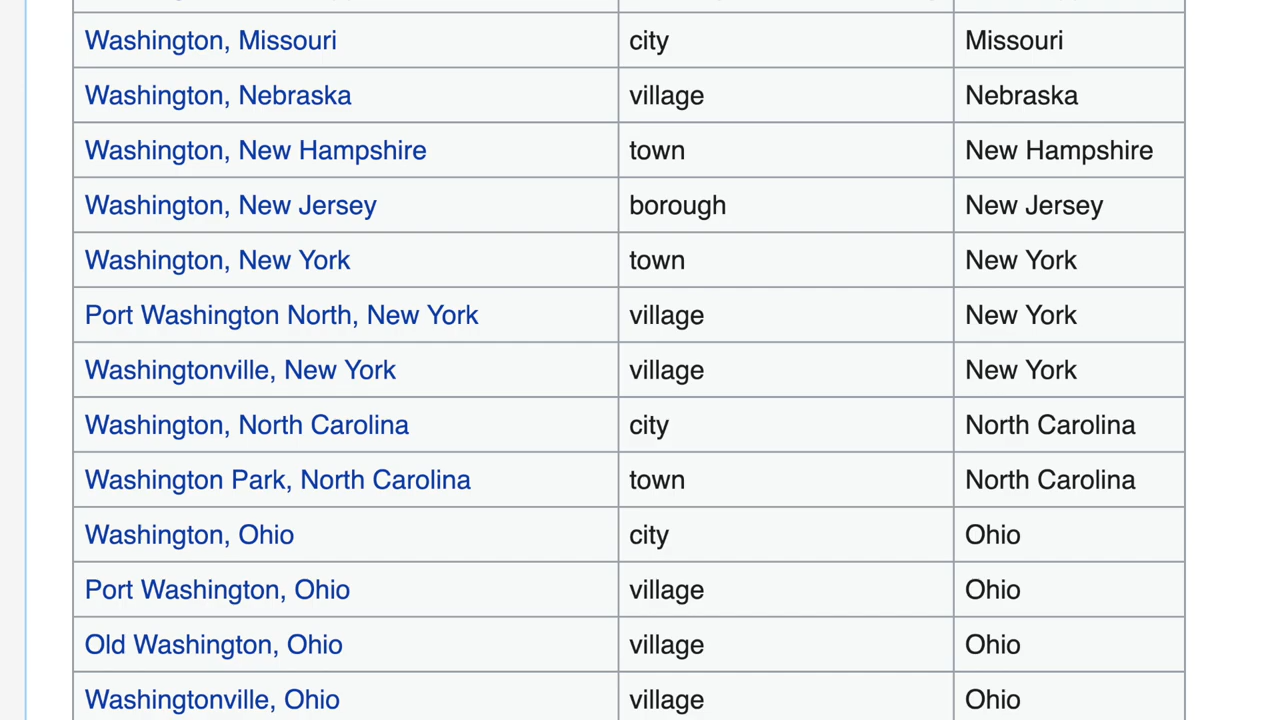 Washington, Missouri city Missouri
Washington, Nebraska village Nebraska
Washington, New Hampshire town New Hampshire
Washington, New Jersey borough New Jersey
Washington, New York town New York
Port Washington North, New York village New York
Washingtonville, New York village New York
Washington, North Carolina city North Carolina
Washington Park, North Carolina town North Carolina
Washington, Ohio city Ohio
Port Washington, Ohio village Ohio
Old Washington, Ohio village Ohio
Washingtonville, Ohio village Ohio